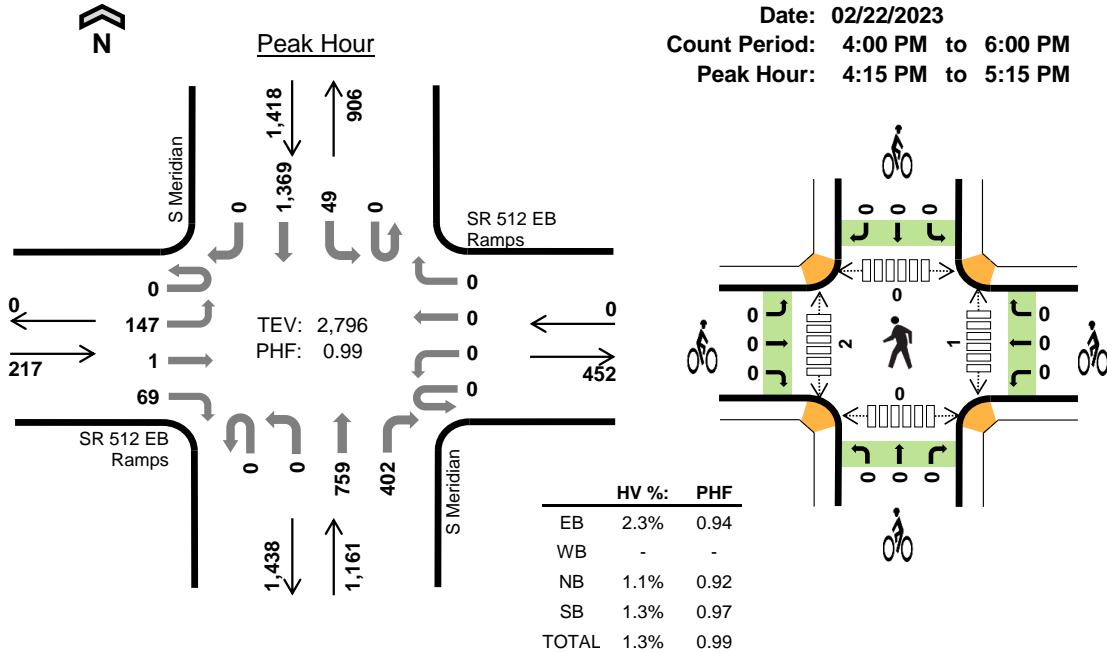 N
Peak Hour
Date: 02/22/2023
Count Period: 4:00 PM to 6:00 PM
Peak Hour: 4:15 PM to 5:15 PM
1,418
906
S Meridian
0
1,369
49
0
SR 512 EB
Ramps
0
147
1
69
0
217
TEV: 2,796
PHF: 0.99
0
0
0
0
0
452
SR 512 EB
Ramps
0
0
759
402
S Meridian
1,438
1,161
0 0 0
0
0
0
0
2
1
0
0
0
0
0
0 0 0
HV %: PHF
EB 2.3% 0.94
WB - -
NB 1.1% 0.92
SB 1.3% 0.97
TOTAL 1.3% 0.99